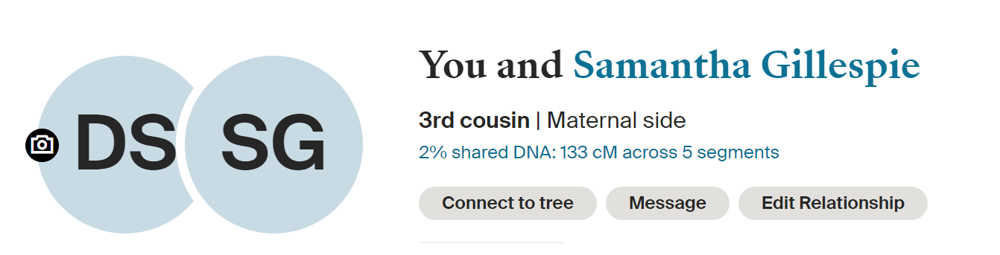 DS
SG
You and Samantha Gillespie
3rd cousin | Maternal side
2% shared DNA: 133 cM across 5 segments
Connect to tree
Message
Edit Relationship